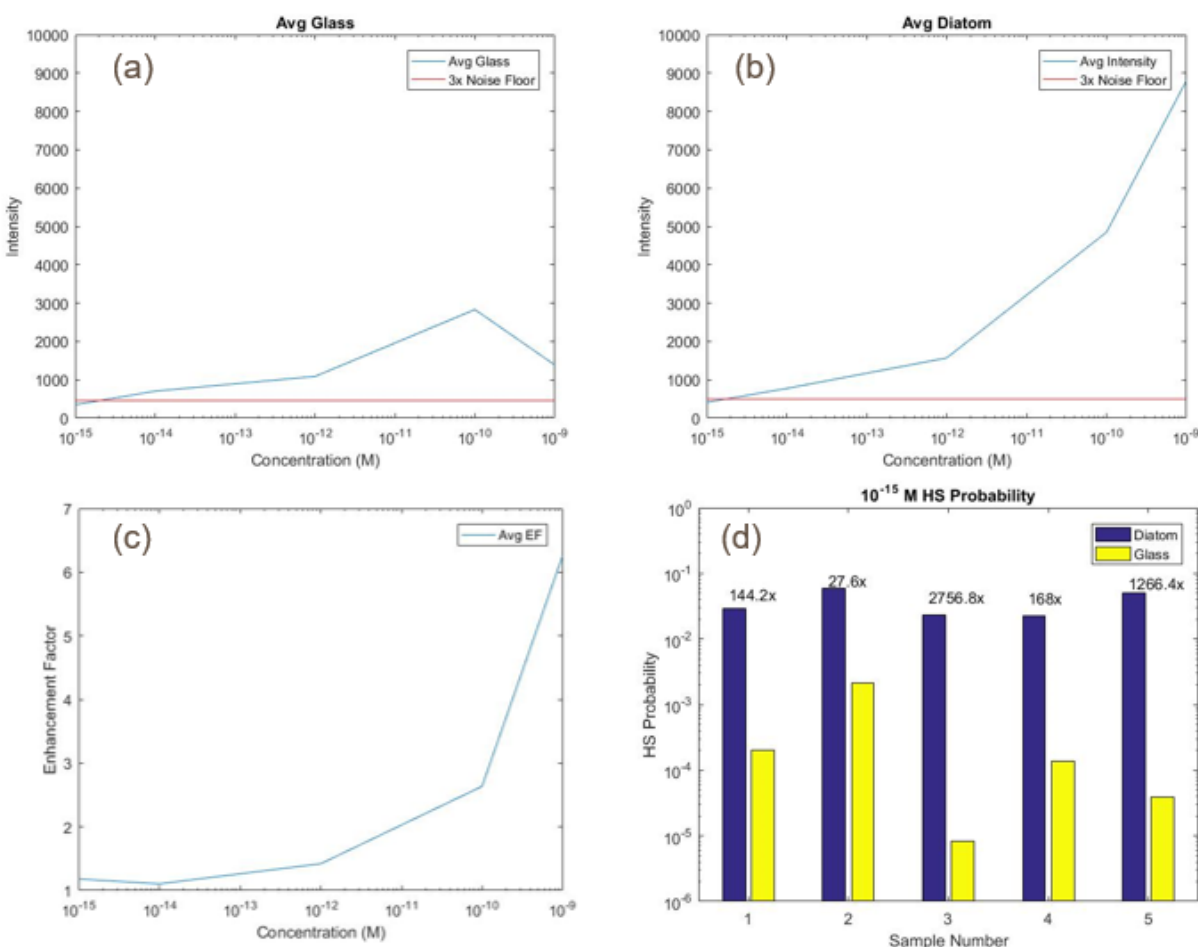 Avg Glass
(a)
Avg Glass
3x Noise Floor
10000
9000
8000
7000
6000
5000
4000
3000
2000
1000
0
Intensity
10⁻¹⁵ 10⁻¹⁴ 10⁻¹³ 10⁻¹² 10⁻¹¹ 10⁻¹⁰ 10⁻⁹
Concentration (M)
Avg Diatom
(b)
Avg Intensity
3x Noise Floor
10000
9000
8000
7000
6000
5000
4000
3000
2000
1000
0
Intensity
10⁻¹⁵ 10⁻¹⁴ 10⁻¹³ 10⁻¹² 10⁻¹¹ 10⁻¹⁰ 10⁻⁹
Concentration (M)
(c)
Avg EF
7
6
5
4
3
2
1
Enhancement Factor
10⁻¹⁵ 10⁻¹⁴ 10⁻¹³ 10⁻¹² 10⁻¹¹ 10⁻¹⁰ 10⁻⁹
Concentration (M)
10⁻¹⁵ M HS Probability
(d)
Diatom
Glass
144.2x 27.6x 2756.8x 168x 1266.4x
10⁰
10⁻¹
10⁻²
10⁻³
10⁻⁴
10⁻⁵
10⁻⁶
HS Probability
1 2 3 4 5
Sample Number